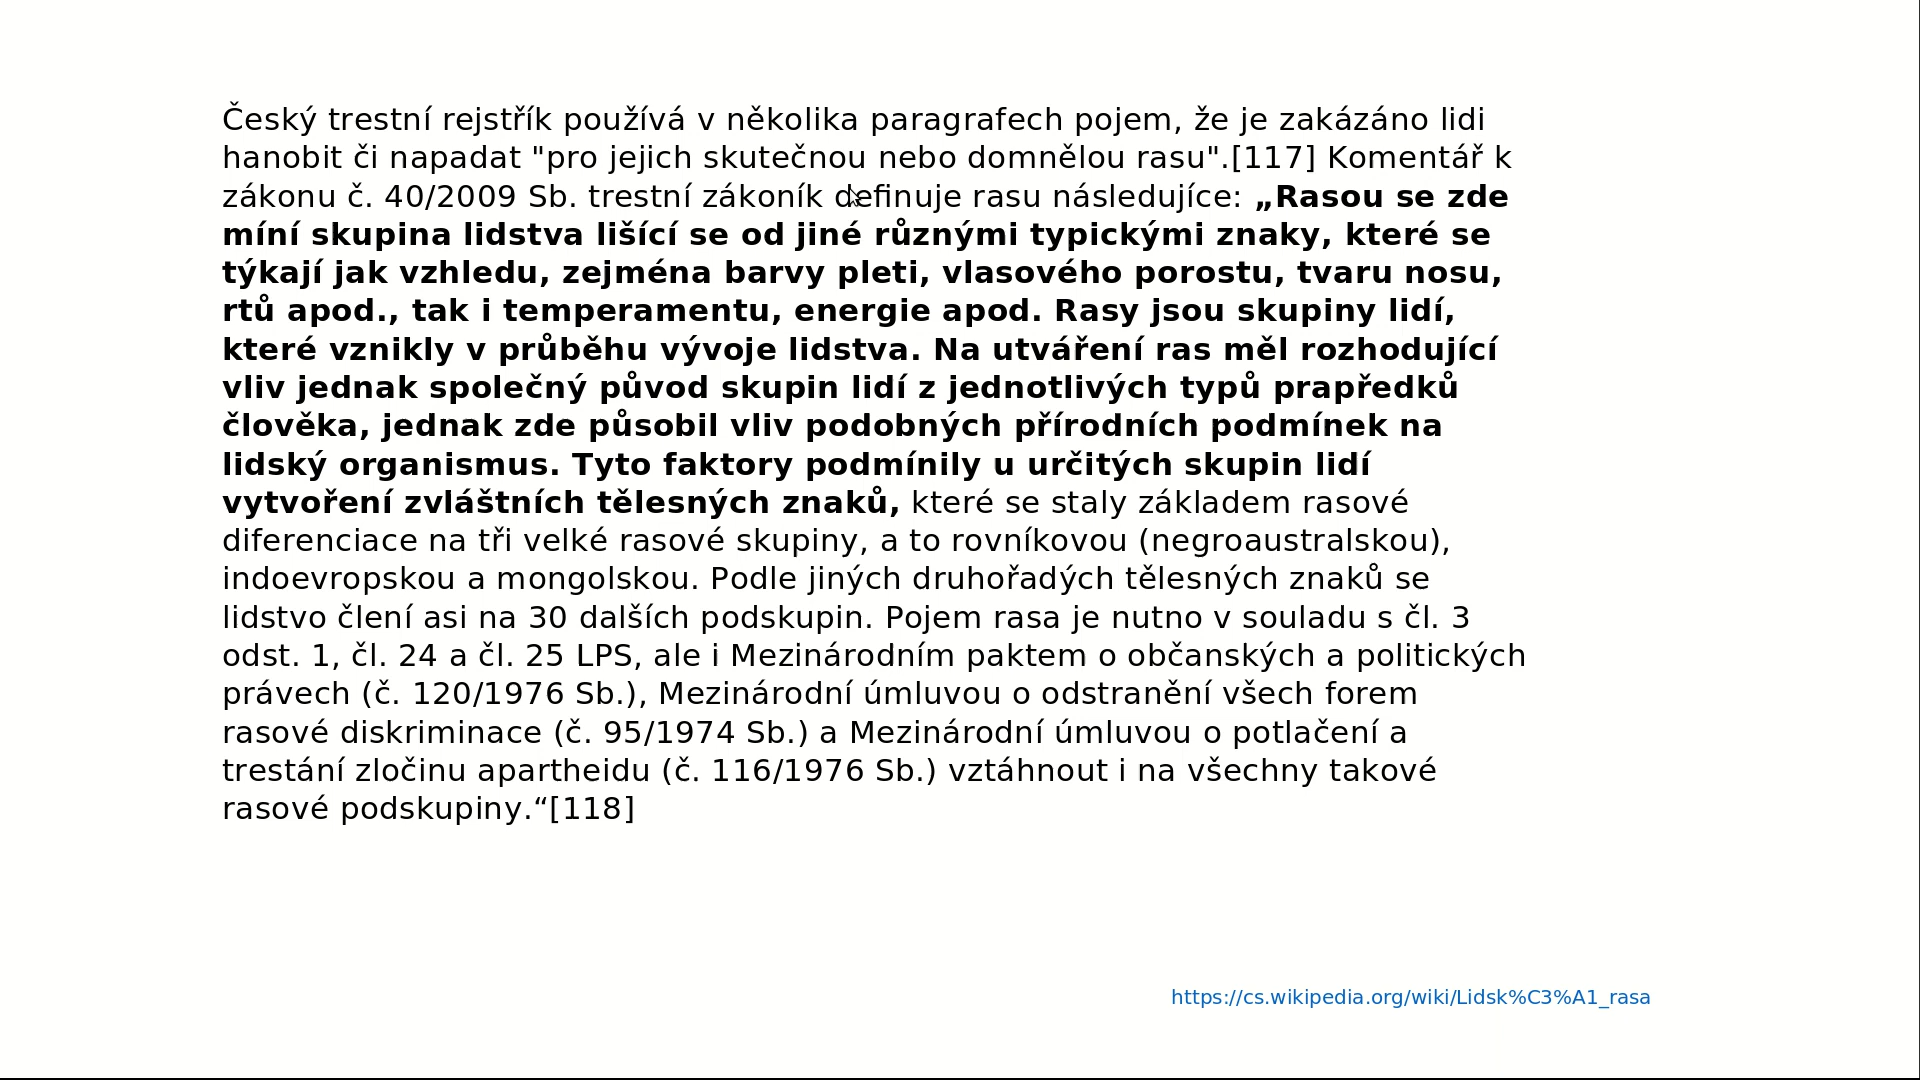 Český trestní rejstřík používá v několika paragrafech pojem, že je zakázáno lidi
hanobit či napadat "pro jejich skutečnou nebo domnělou rasu".[117] Komentář k
zákonu č. 40/2009 Sb. trestní zákoník definuje rasu následujíce: „Rasou se zde
míní skupina lidstva lišící se od jiné různými typickými znaky, které se
týkají jak vzhledu, zejména barvy pleti, vlasového porostu, tvaru nosu,
rtů apod., tak i temperamentu, energie apod. Rasy jsou skupiny lidí,
které vznikly v průběhu vývoje lidstva. Na utváření ras měl rozhodující
vliv jednak společný původ skupin lidí z jednotlivých typů prapředků
člověka, jednak zde působil vliv podobných přírodních podmínek na
lidský organismus. Tyto faktory podmínily u určitých skupin lidí
vytvoření zvláštních tělesných znaků, které se staly základem rasové
diferenciace na tři velké rasové skupiny, a to rovníkovou (negroaustralskou),
indoevropskou a mongolskou. Podle jiných druhořadých tělesných znaků se
lidstvo člení asi na 30 dalších podskupin. Pojem rasa je nutno v souladu s čl. 3
odst. 1, čl. 24 a čl. 25 LPS, ale i Mezinárodním paktem o občanských a politických
právech (č. 120/1976 Sb.), Mezinárodní úmluvou o odstranění všech forem
rasové diskriminace (č. 95/1974 Sb.) a Mezinárodní úmluvou o potlačení a
trestání zločinu apartheidu (č. 116/1976 Sb.) vztáhnout i na všechny takové
rasové podskupiny.“[118]
https://cs.wikipedia.org/wiki/Lidsk%C3%A1_rasa